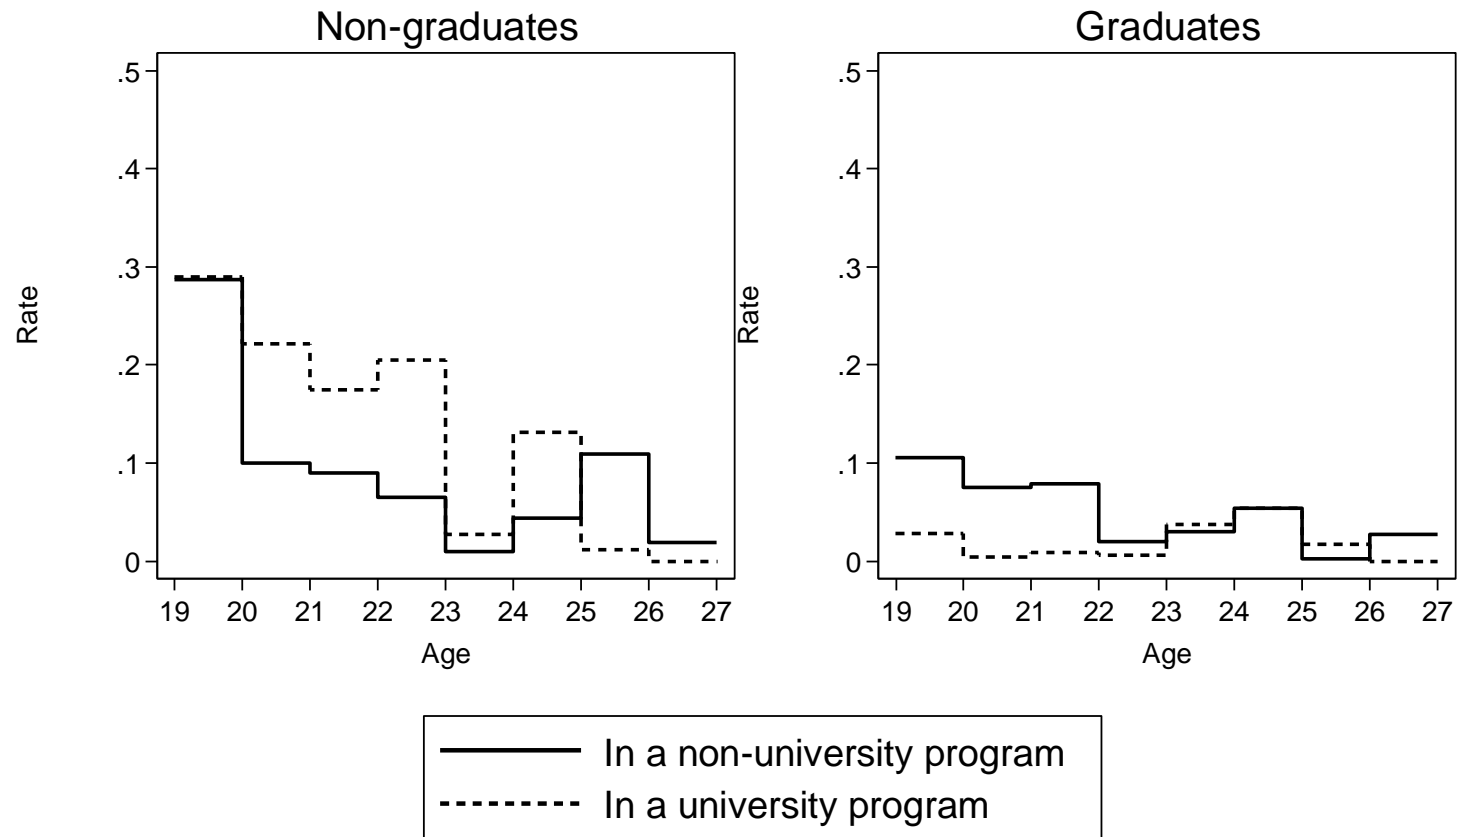 Non-graduates
.5
.4
.3
.2
.1
0
Rate
19 20 21 22 23 24 25 26 27
Age
Graduates
.5
.4
.3
.2
.1
0
Rate
19 20 21 22 23 24 25 26 27
Age
In a non-university program
In a university program